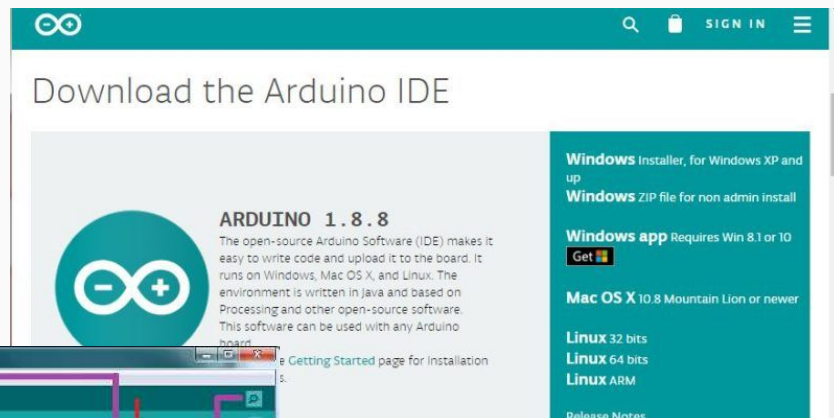 SIGN IN
Download the Arduino IDE
ARDUINO 1.8.8
The open-source Arduino Software (IDE) makes it
easy to write code and upload it to the board. It
runs on Windows, Mac OS X, and Linux. The
environment is written in Java and based on
Processing and other open-source software.
This software can be used with any Arduino
board.
e Getting Started page for Installation
s.
Windows Installer, for Windows XP and
up
Windows ZIP file for non admin install
Windows app Requires Win 8.1 or 10
Get
Mac OS X 10.8 Mountain Lion or newer
Linux 32 bits
Linux 64 bits
Linux ARM
Release Notes